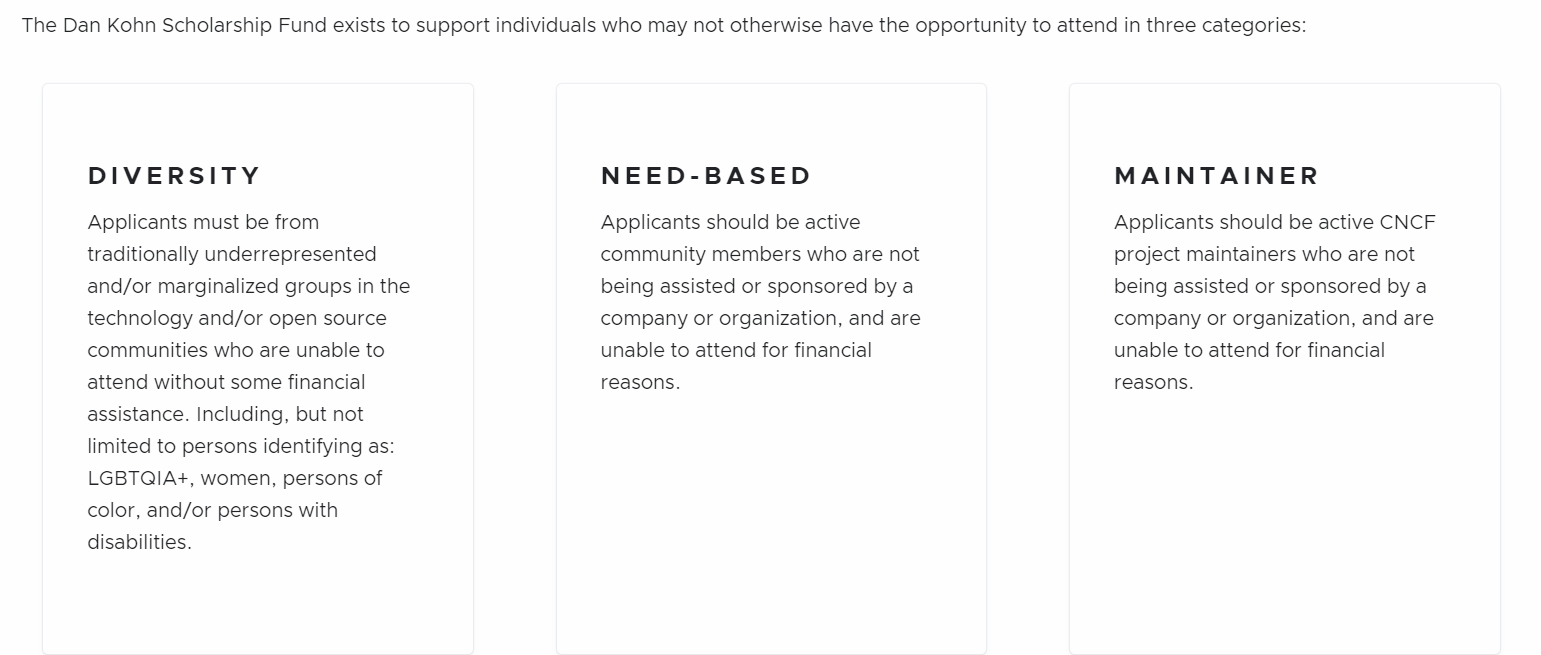 The Dan Kohn Scholarship Fund exists to support individuals who may not otherwise have the opportunity to attend in three categories:
DIVERSITY
Applicants must be from
traditionally underrepresented
and/or marginalized groups in the
technology and/or open source
communities who are unable to
attend without some financial
assistance. Including, but not
limited to persons identifying as:
LGBTQIA+, women, persons of
color, and/or persons with
disabilities.
NEED-BASED
Applicants should be active
community members who are not
being assisted or sponsored by a
company or organization, and are
unable to attend for financial
reasons.
MAINTAINER
Applicants should be active CNCF
project maintainers who are not
being assisted or sponsored by a
company or organization, and are
unable to attend for financial
reasons.